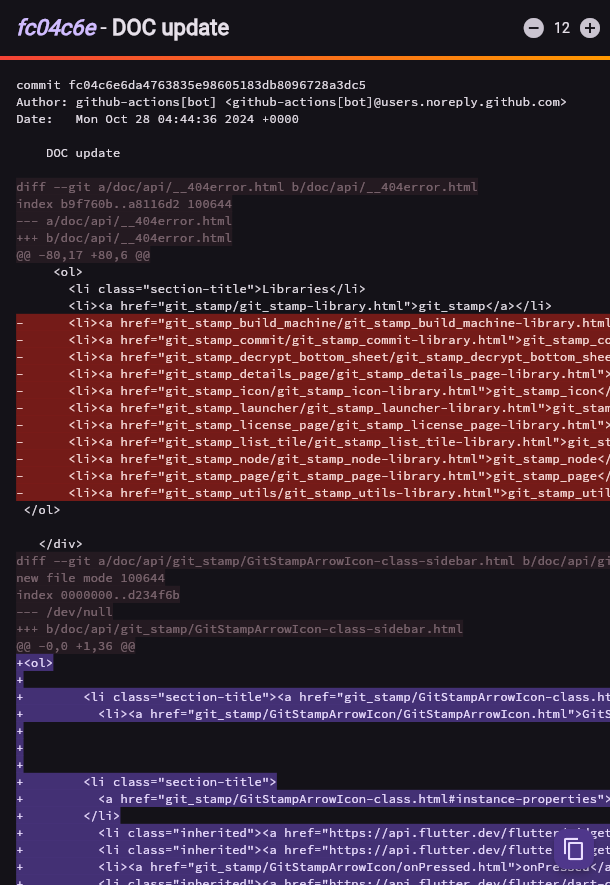 fc04c6e - DOC update
12
commit fc04c6e6da4763835e98605183db8096728a3dc5
Author: github-actions[bot] <github-actions[bot]@users.noreply.github.com>
Date:   Mon Oct 28 04:44:36 2024 +0000
DOC update
diff --git a/doc/api/__404error.html b/doc/api/__404error.html
index b9f760b..a8116d2 100644
--- a/doc/api/__404error.html
+++ b/doc/api/__404error.html
@@ -80,17 +80,6 @@
     <ol>
       <li class="section-title">Libraries</li>
       <li><a href="git_stamp/git_stamp-library.html">git_stamp</a></li>
-      <li><a href="git_stamp_build_machine/git_stamp_build_machine-library.html
-      <li><a href="git_stamp_commit/git_stamp_commit-library.html">git_stamp_co
-      <li><a href="git_stamp_decrypt_bottom_sheet/git_stamp_decrypt_bottom_shee
-      <li><a href="git_stamp_details_page/git_stamp_details_page-library.html">
-      <li><a href="git_stamp_icon/git_stamp_icon-library.html">git_stamp_icon</
-      <li><a href="git_stamp_launcher/git_stamp_launcher-library.html">git_stam
-      <li><a href="git_stamp_license_page/git_stamp_license_page-library.html">
-      <li><a href="git_stamp_list_tile/git_stamp_list_tile-library.html">git_st
-      <li><a href="git_stamp_node/git_stamp_node-library.html">git_stamp_node</
-      <li><a href="git_stamp_page/git_stamp_page-library.html">git_stamp_page</
-      <li><a href="git_stamp_utils/git_stamp_utils-library.html">git_stamp_util
 </ol>
   </div>
diff --git a/doc/api/git_stamp/GitStampArrowIcon-class-sidebar.html b/doc/api/gi
new file mode 100644
index 0000000..d234f6b
--- /dev/null
+++ b/doc/api/git_stamp/GitStampArrowIcon-class-sidebar.html
@@ -0,0 +1,36 @@
+<ol>
+
+        <li class="section-title"><a href="git_stamp/GitStampArrowIcon-class.ht
+          <li><a href="git_stamp/GitStampArrowIcon/GitStampArrowIcon.html">GitS
+
+
+
+        <li class="section-title">
+          <a href="git_stamp/GitStampArrowIcon-class.html#instance-properties">
+        </li>
+          <li class="inherited"><a href="https://api.flutter.dev/flutter
+          <li class="inherited"><a href="https://api.flutter.dev/flutter
+          <li><a href="git_stamp/GitStampArrowIcon/onPressed.html">onPressed</a
+          <li class="inherited"><a href="https://api.flutter.dev/flutter/dart-c